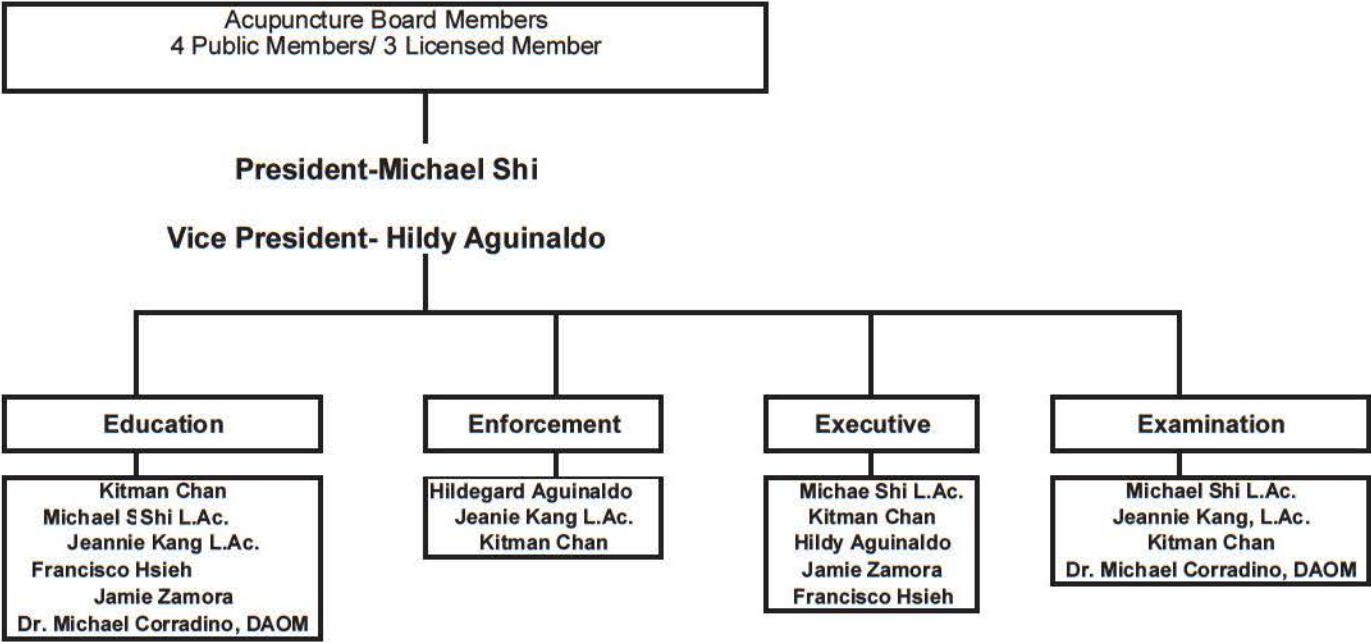 Acupuncture Board Members
4 Public Members/ 3 Licensed Member
President-Michael Shi
Vice President- Hildy Aguinaldo
Education
Kitman Chan
Michael S Shi L.Ac.
Jeannie Kang L.Ac.
Francisco Hsieh
Jamie Zamora
Dr. Michael Corradino, DAOM
Enforcement
Hildegard Aguinaldo
Jeanie Kang L.Ac.
Kitman Chan
Executive
Michae Shi L.Ac.
Kitman Chan
Hildy Aguinaldo
Jamie Zamora
Francisco Hsieh
Examination
Michael Shi L.Ac.
Jeannie Kang, L.Ac.
Kitman Chan
Dr. Michael Corradino, DAOM